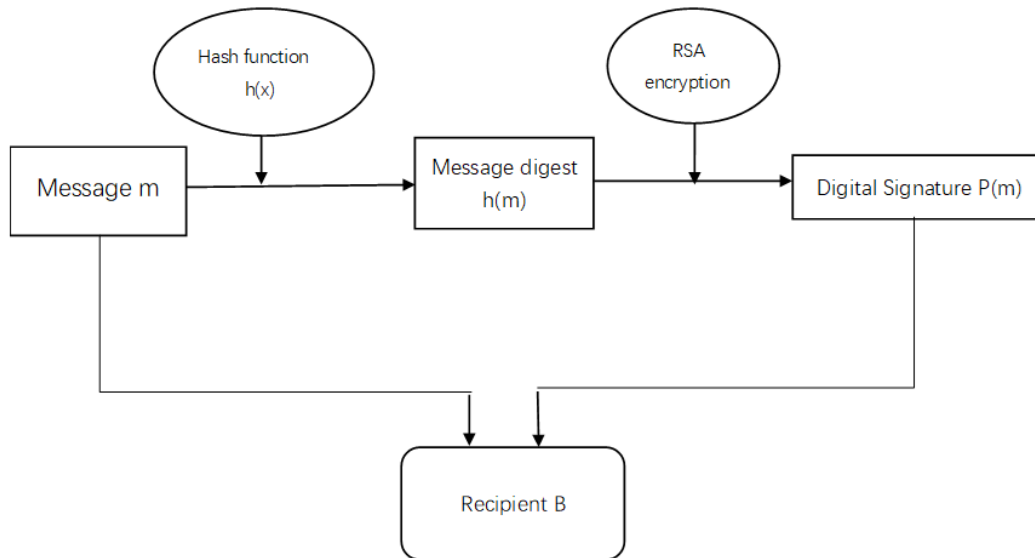 Hash function
h(x)
RSA
encryption
Message m
Message digest
h(m)
Digital Signature P(m)
Recipient B